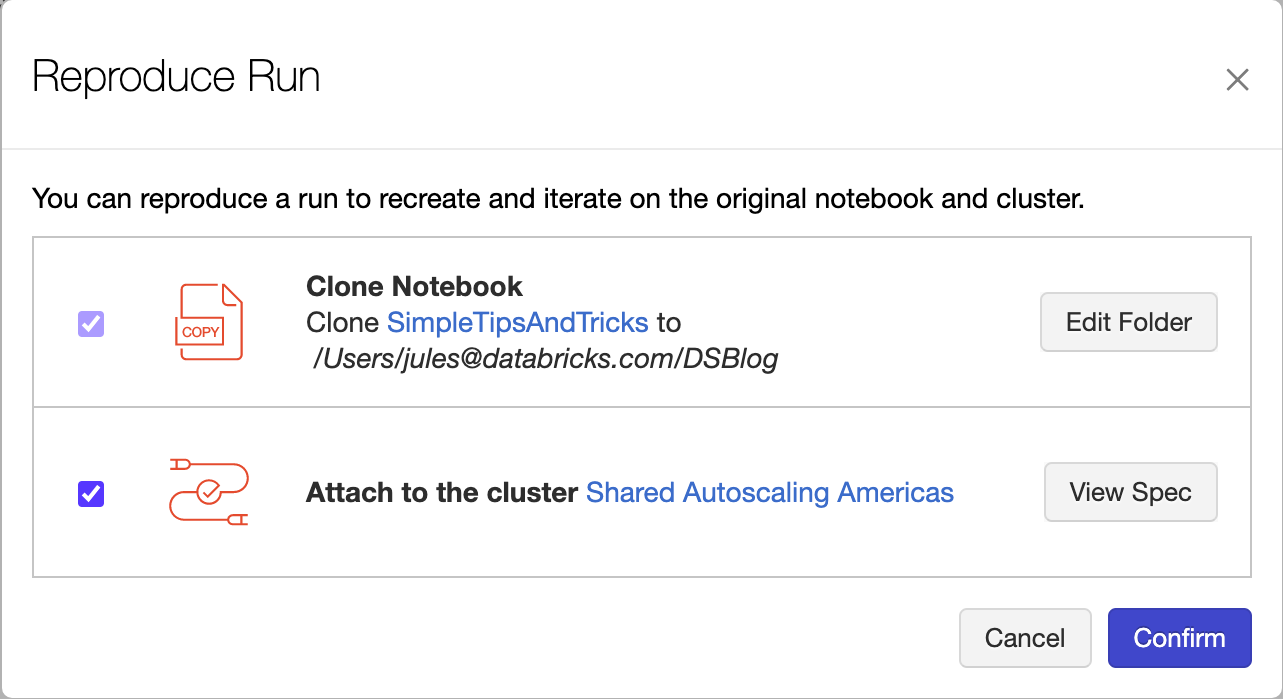 Reproduce Run
You can reproduce a run to recreate and iterate on the original notebook and cluster.
COPY
Clone Notebook
Clone SimpleTipsAndTricks to
/Users/jules@databricks.com/DSBlog
Edit Folder
Attach to the cluster Shared Autoscaling Americas
View Spec
Cancel
Confirm